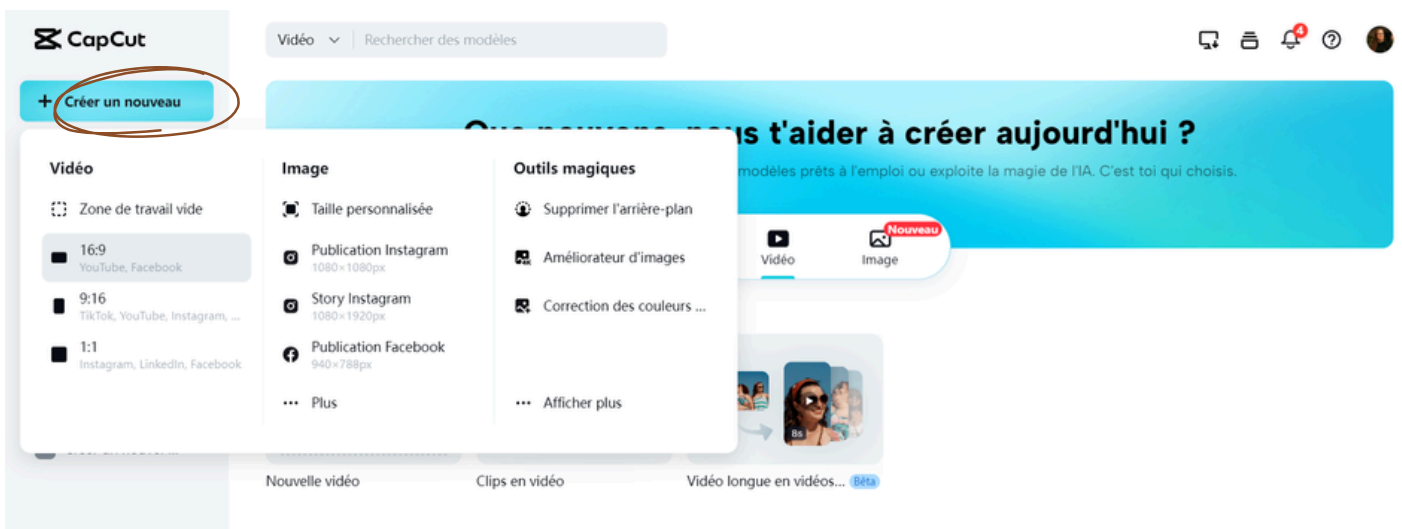 CapCut
Vidéo
Rechercher des modèles
4
+ Créer un nouveau
t'aider à créer aujourd'hui ?
modèles prêts à l'emploi ou exploite la magie de l'IA. C'est toi qui choisis.
Vidéo
Zone de travail vide
16:9
YouTube, Facebook
9:16
TikTok, YouTube, Instagram, ...
1:1
Instagram, LinkedIn, Facebook
Image
Taille personnalisée
Publication Instagram
1080×1080px
Story Instagram
1080×1920px
Publication Facebook
940×788px
Plus
Outils magiques
Supprimer l'arrière-plan
Améliorateur d'images
Correction des couleurs ...
Afficher plus
Vidéo
Nouveau
Image
8s
Nouvelle vidéo
Clips en vidéo
Vidéo longue en vidéos... Bêta